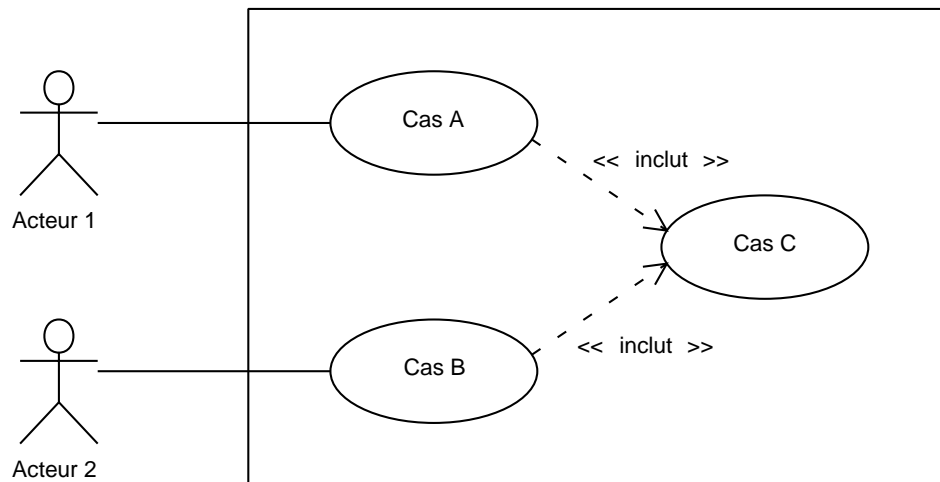 Cas A
<< inclut >>
Acteur 1
Cas C
<< inclut >>
Cas B
Acteur 2